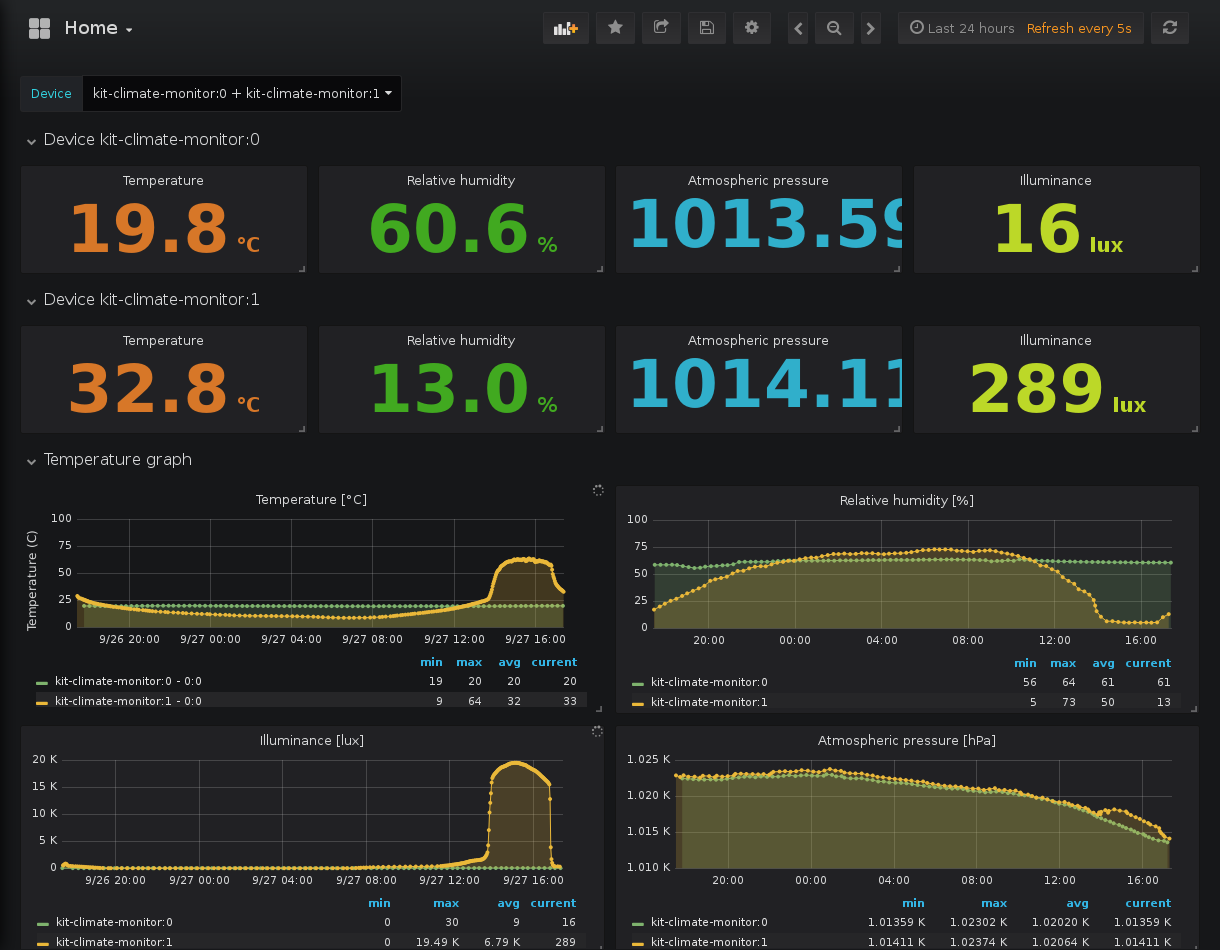 Home
Last 24 hours Refresh every 5s
Device kit-climate-monitor:0 + kit-climate-monitor:1
Device kit-climate-monitor:0
Temperature Relative humidity Atmospheric pressure Illuminance
19.8 °C 60.6 % 1013.59 16 lux
Device kit-climate-monitor:1
Temperature Relative humidity Atmospheric pressure Illuminance
32.8 °C 13.0 % 1014.11 289 lux
Temperature graph
Temperature [°C]
Temperature (C)
100
75
50
25
0
9/26 20:00 9/27 00:00 9/27 04:00 9/27 08:00 9/27 12:00 9/27 16:00
min max avg current
kit-climate-monitor:0 - 0:0 19 20 20 20
kit-climate-monitor:1 - 0:0 9 64 32 33
Relative humidity [%]
100
75
50
25
0
20:00 00:00 04:00 08:00 12:00 16:00
min max avg current
kit-climate-monitor:0 56 64 61 61
kit-climate-monitor:1 5 73 50 13
Illuminance [lux]
20 K
15 K
10 K
5 K
0
9/26 20:00 9/27 00:00 9/27 04:00 9/27 08:00 9/27 12:00 9/27 16:00
min max avg current
kit-climate-monitor:0 0 30 9 16
kit-climate-monitor:1 0 19.49 K 6.79 K 289
Atmospheric pressure [hPa]
1.025 K
1.020 K
1.015 K
1.010 K
20:00 00:00 04:00 08:00 12:00 16:00
min max avg current
kit-climate-monitor:0 1.01359 K 1.02302 K 1.02020 K 1.01359 K
kit-climate-monitor:1 1.01411 K 1.02374 K 1.02064 K 1.01411 K